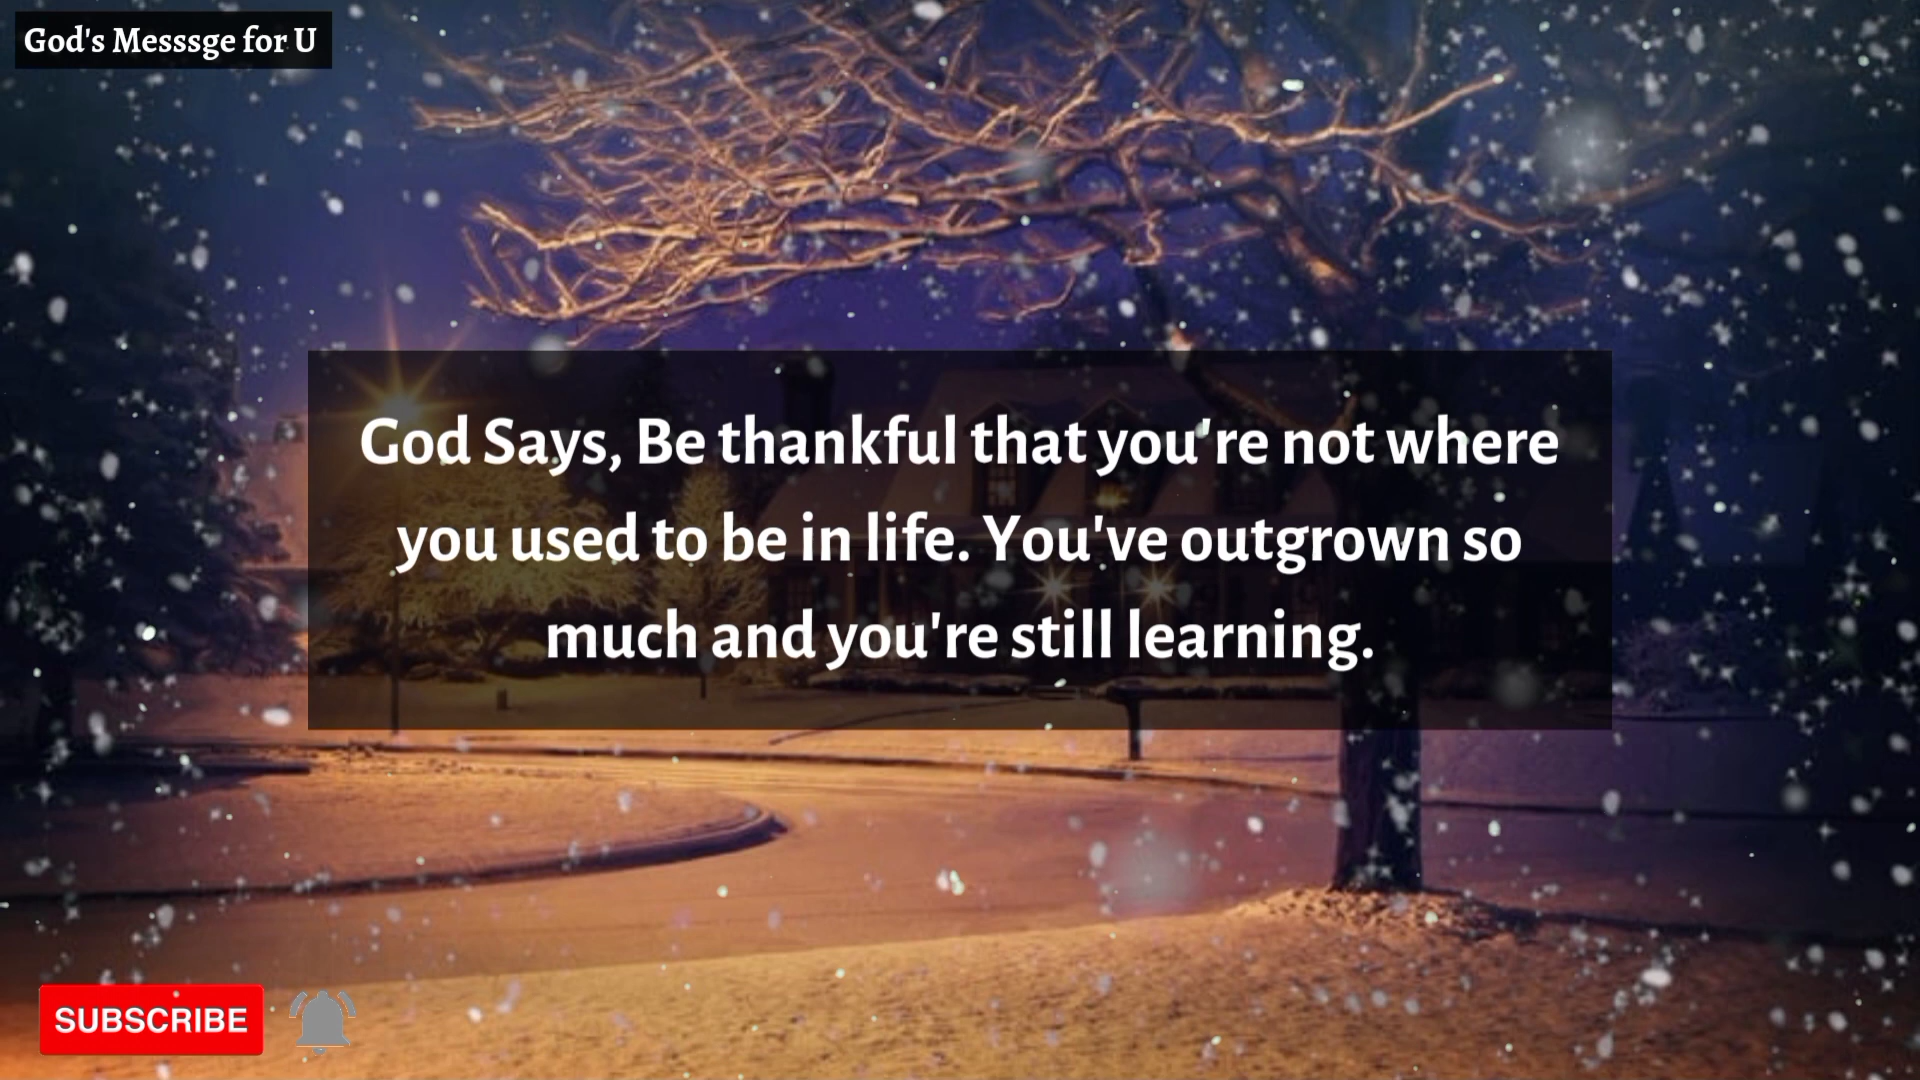 God's Messsge for U
God Says, Be thankful that you're not where
you used to be in life. You've outgrown so
much and you're still learning.
SUBSCRIBE